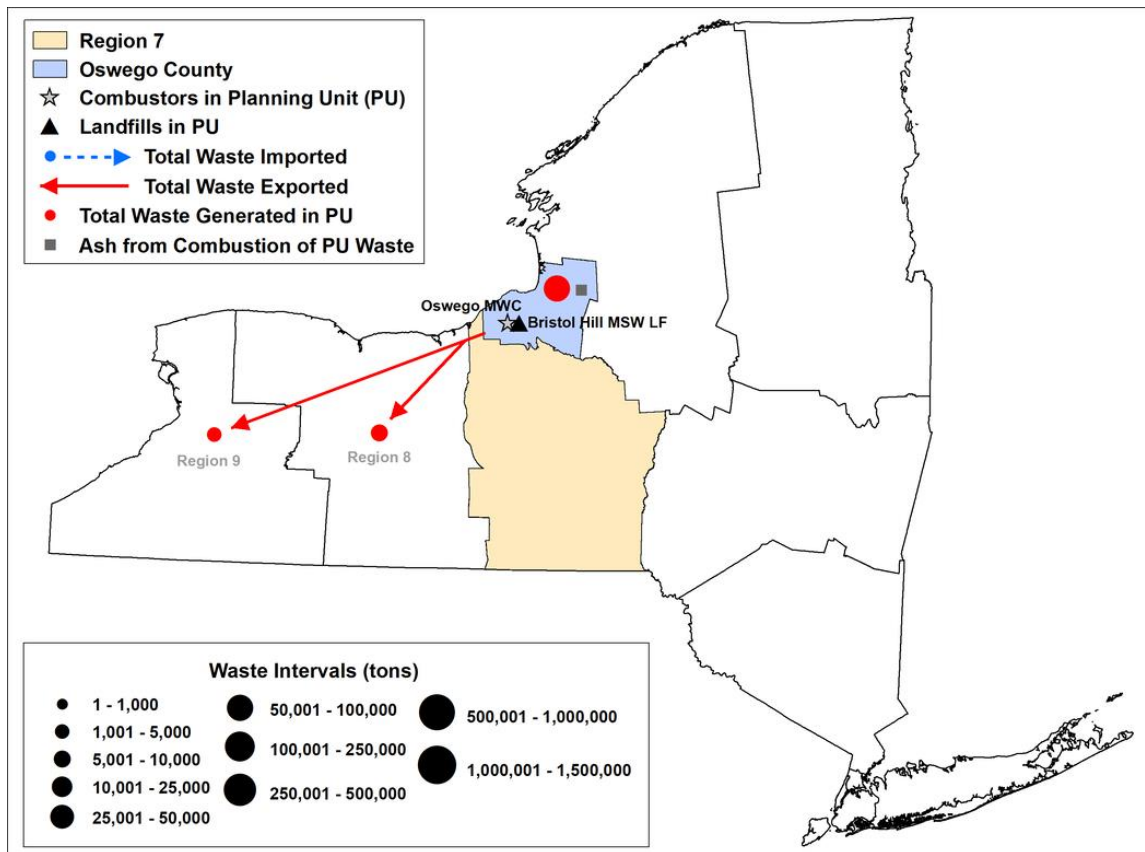 Region 7
Oswego County
Combustors in Planning Unit (PU)
Landfills in PU
Total Waste Imported
Total Waste Exported
Total Waste Generated in PU
Ash from Combustion of PU Waste
Oswego MWC
Bristol Hill MSW LF
Region 9
Region 8
Waste Intervals (tons)
1 - 1,000
1,001 - 5,000
5,001 - 10,000
10,001 - 25,000
25,001 - 50,000
50,001 - 100,000
100,001 - 250,000
250,001 - 500,000
500,001 - 1,000,000
1,000,001 - 1,500,000